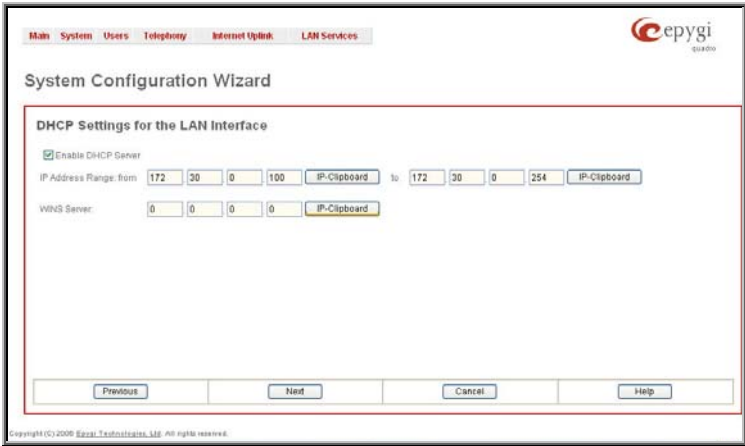 Main System Users Telephony Internet Uplink LAN Services
epygi
quadro
System Configuration Wizard
DHCP Settings for the LAN Interface
Enable DHCP Server
IP Address Range: from 172 30 0 100 IP-Clipboard to 172 30 0 254 IP-Clipboard
WINS Server: 0 0 0 0 IP-Clipboard
Previous Next Cancel Help
Copyright (C) 2006 Epygi Technologies, Ltd. All rights reserved.